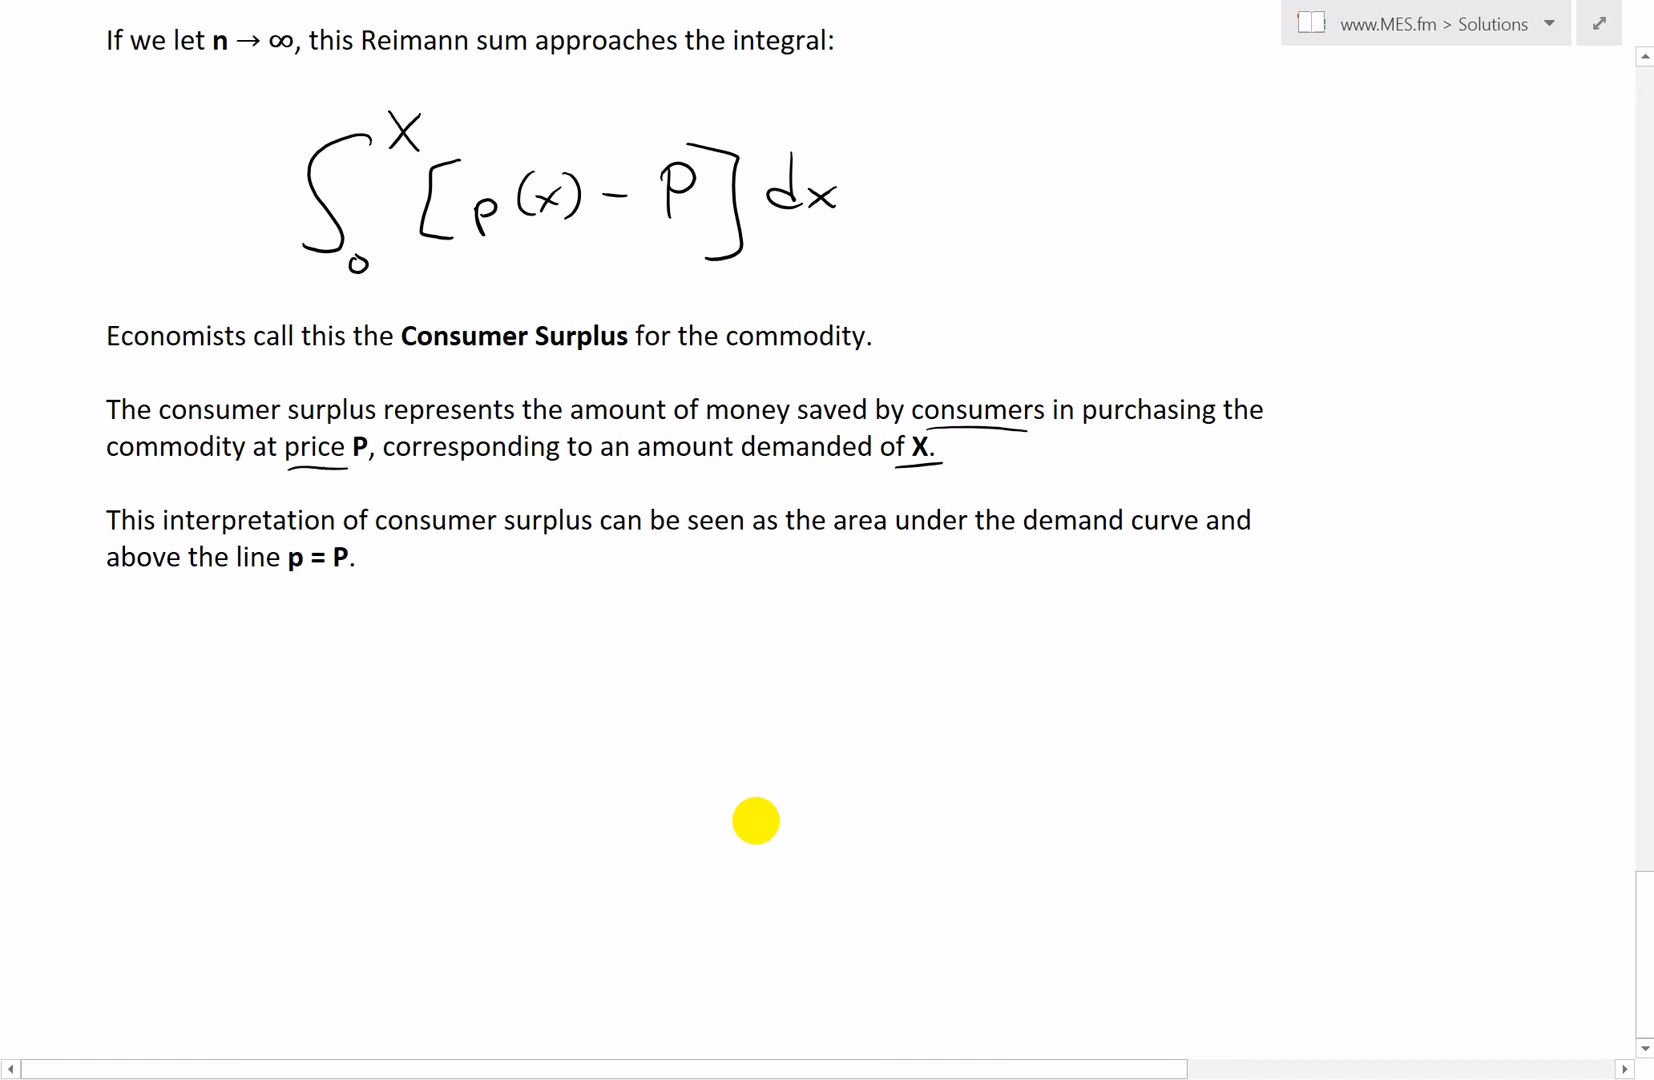 www.MES.fm > Solutions
If we let n → ∞, this Reimann sum approaches the integral:
∫₀ˣ [p(x) - P] dx
Economists call this the Consumer Surplus for the commodity.
The consumer surplus represents the amount of money saved by consumers in purchasing the
commodity at price P, corresponding to an amount demanded of X.
This interpretation of consumer surplus can be seen as the area under the demand curve and
above the line p = P.